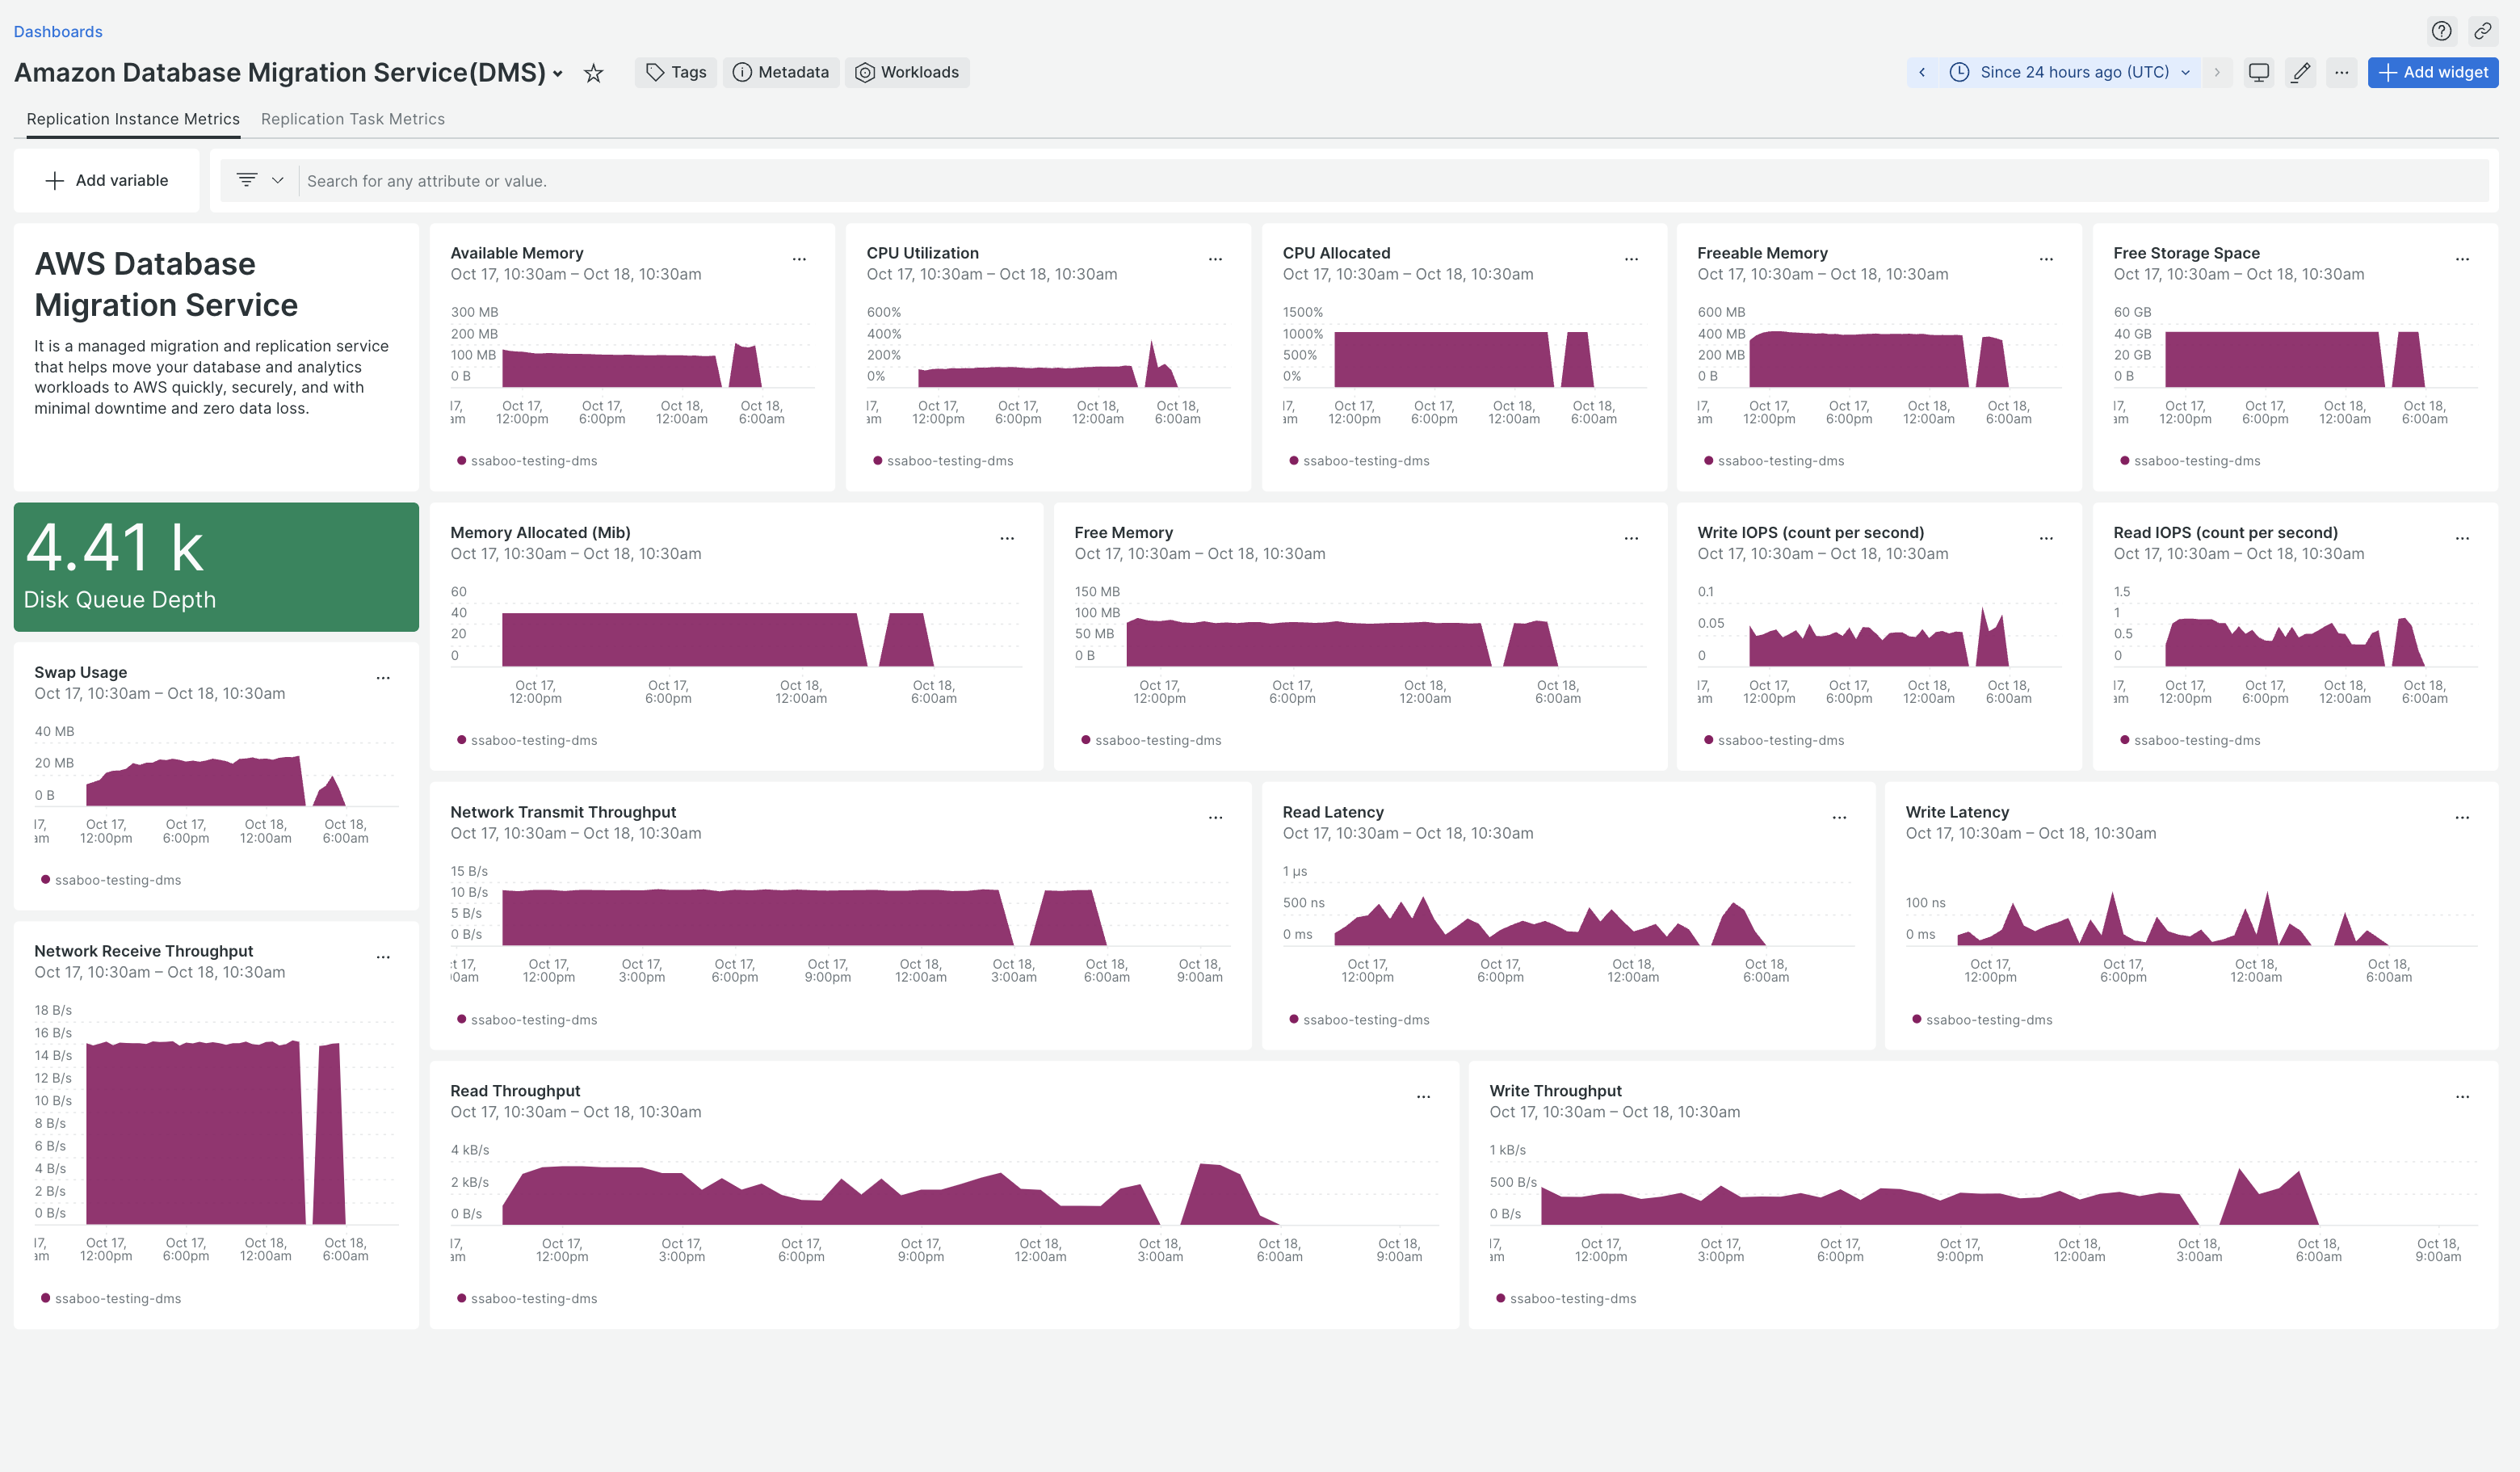 Dashboards
Amazon Database Migration Service(DMS)
Tags
Metadata
Workloads
Since 24 hours ago (UTC)
Add widget
Replication Instance Metrics
Replication Task Metrics
Add variable
Search for any attribute or value.
AWS Database
Migration Service
It is a managed migration and replication service
that helps move your database and analytics
workloads to AWS quickly, securely, and with
minimal downtime and zero data loss.
Available Memory
Oct 17, 10:30am – Oct 18, 10:30am
300 MB
200 MB
100 MB
0 B
17, Oct 17, Oct 17, Oct 18, Oct 18,
am 12:00pm 6:00pm 12:00am 6:00am
ssaboo-testing-dms
CPU Utilization
Oct 17, 10:30am – Oct 18, 10:30am
600%
400%
200%
0%
17, Oct 17, Oct 17, Oct 18, Oct 18,
am 12:00pm 6:00pm 12:00am 6:00am
ssaboo-testing-dms
CPU Allocated
Oct 17, 10:30am – Oct 18, 10:30am
1500%
1000%
500%
0%
17, Oct 17, Oct 17, Oct 18, Oct 18,
am 12:00pm 6:00pm 12:00am 6:00am
ssaboo-testing-dms
Freeable Memory
Oct 17, 10:30am – Oct 18, 10:30am
600 MB
400 MB
200 MB
0 B
17, Oct 17, Oct 17, Oct 18, Oct 18,
am 12:00pm 6:00pm 12:00am 6:00am
ssaboo-testing-dms
Free Storage Space
Oct 17, 10:30am – Oct 18, 10:30am
60 GB
40 GB
20 GB
0 B
17, Oct 17, Oct 17, Oct 18, Oct 18,
am 12:00pm 6:00pm 12:00am 6:00am
ssaboo-testing-dms
4.41 k
Disk Queue Depth
Memory Allocated (Mib)
Oct 17, 10:30am – Oct 18, 10:30am
60
40
20
0
Oct 17, Oct 17, Oct 18, Oct 18,
12:00pm 6:00pm 12:00am 6:00am
ssaboo-testing-dms
Free Memory
Oct 17, 10:30am – Oct 18, 10:30am
150 MB
100 MB
50 MB
0 B
Oct 17, Oct 17, Oct 18, Oct 18,
12:00pm 6:00pm 12:00am 6:00am
ssaboo-testing-dms
Write IOPS (count per second)
Oct 17, 10:30am – Oct 18, 10:30am
0.1
0.05
0
17, Oct 17, Oct 17, Oct 18, Oct 18,
am 12:00pm 6:00pm 12:00am 6:00am
ssaboo-testing-dms
Read IOPS (count per second)
Oct 17, 10:30am – Oct 18, 10:30am
1.5
1
0.5
0
17, Oct 17, Oct 17, Oct 18, Oct 18,
am 12:00pm 6:00pm 12:00am 6:00am
ssaboo-testing-dms
Swap Usage
Oct 17, 10:30am – Oct 18, 10:30am
40 MB
20 MB
0 B
17, Oct 17, Oct 17, Oct 18, Oct 18,
am 12:00pm 6:00pm 12:00am 6:00am
ssaboo-testing-dms
Network Transmit Throughput
Oct 17, 10:30am – Oct 18, 10:30am
15 B/s
10 B/s
5 B/s
0 B/s
t 17, Oct 17, Oct 17, Oct 17, Oct 17, Oct 18, Oct 18, Oct 18, Oct 18,
0am 12:00pm 3:00pm 6:00pm 9:00pm 12:00am 3:00am 6:00am 9:00am
ssaboo-testing-dms
Read Latency
Oct 17, 10:30am – Oct 18, 10:30am
1 µs
500 ns
0 ms
Oct 17, Oct 17, Oct 18, Oct 18,
12:00pm 6:00pm 12:00am 6:00am
ssaboo-testing-dms
Write Latency
Oct 17, 10:30am – Oct 18, 10:30am
100 ns
0 ms
Oct 17, Oct 17, Oct 18, Oct 18,
12:00pm 6:00pm 12:00am 6:00am
ssaboo-testing-dms
Network Receive Throughput
Oct 17, 10:30am – Oct 18, 10:30am
18 B/s
16 B/s
14 B/s
12 B/s
10 B/s
8 B/s
6 B/s
4 B/s
2 B/s
0 B/s
17, Oct 17, Oct 17, Oct 18, Oct 18,
am 12:00pm 6:00pm 12:00am 6:00am
ssaboo-testing-dms
Read Throughput
Oct 17, 10:30am – Oct 18, 10:30am
4 kB/s
2 kB/s
0 B/s
17, Oct 17, Oct 17, Oct 17, Oct 17, Oct 18, Oct 18, Oct 18, Oct 18,
am 12:00pm 3:00pm 6:00pm 9:00pm 12:00am 3:00am 6:00am 9:00am
ssaboo-testing-dms
Write Throughput
Oct 17, 10:30am – Oct 18, 10:30am
1 kB/s
500 B/s
0 B/s
17, Oct 17, Oct 17, Oct 17, Oct 17, Oct 18, Oct 18, Oct 18, Oct 18,
am 12:00pm 3:00pm 6:00pm 9:00pm 12:00am 3:00am 6:00am 9:00am
ssaboo-testing-dms